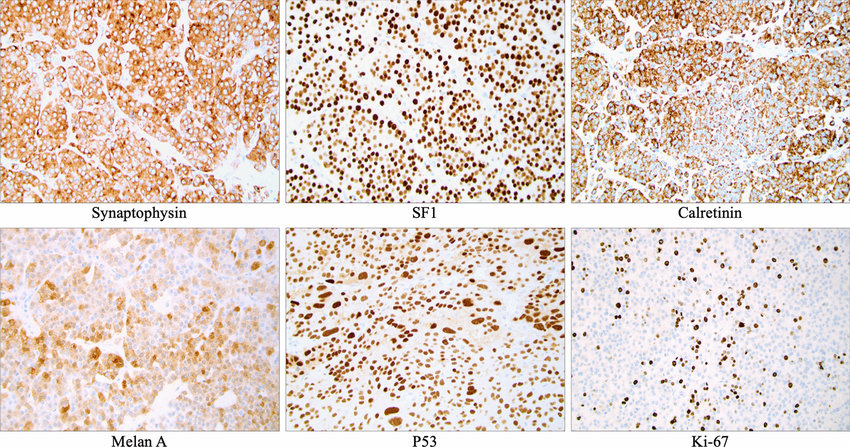 Synaptophysin
SF1
Calretinin
Melan A
P53
Ki-67